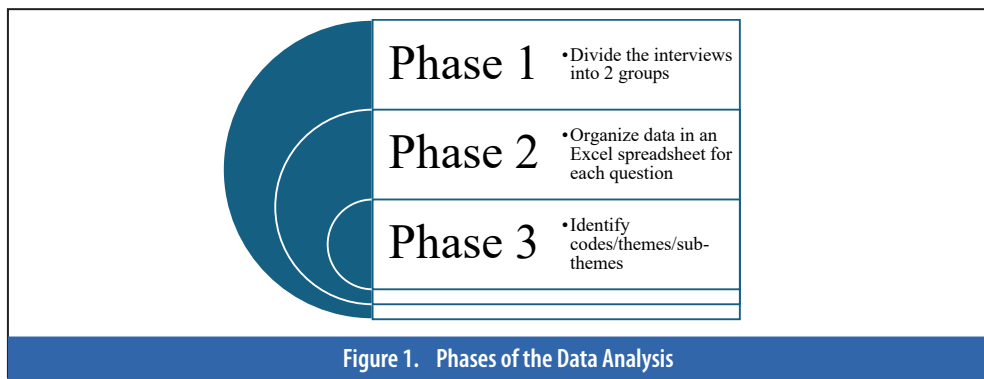 Phase 1
•Divide the interviews
into 2 groups
Phase 2
•Organize data in an
Excel spreadsheet for
each question
Phase 3
•Identify
codes/themes/sub-
themes
Figure 1. Phases of the Data Analysis